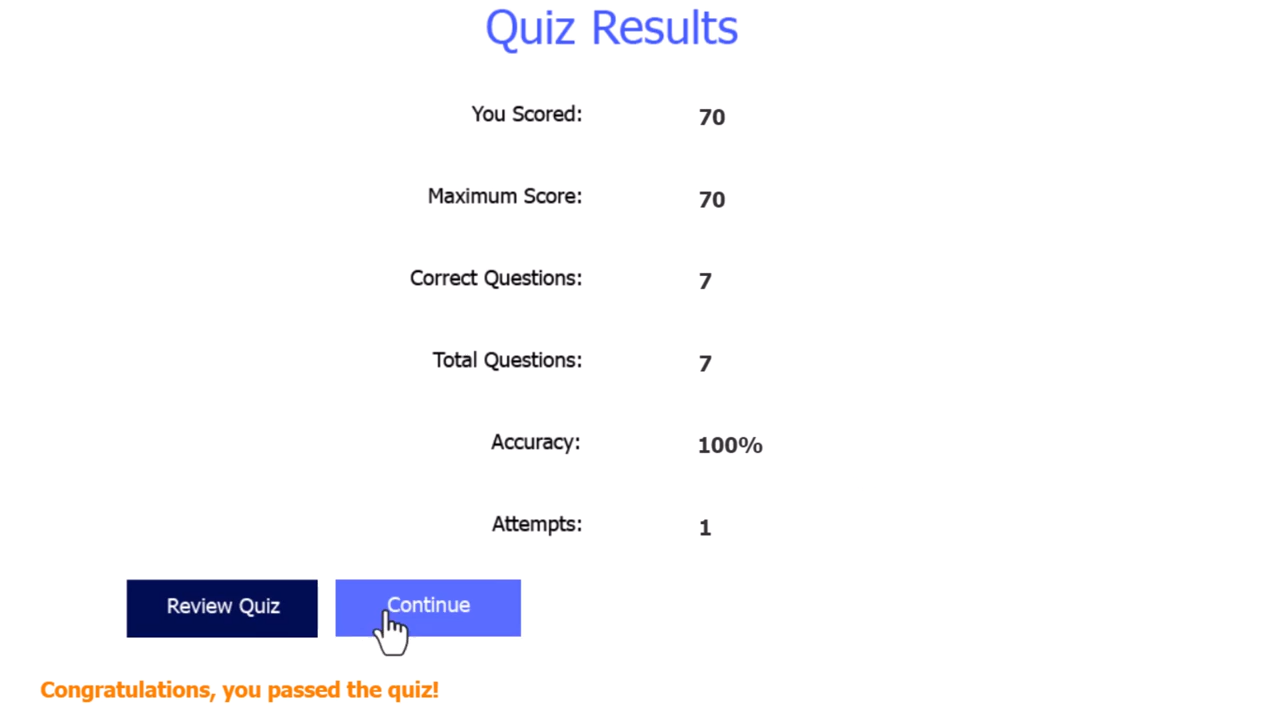 Quiz Results
You Scored: 70
Maximum Score: 70
Correct Questions: 7
Total Questions: 7
Accuracy: 100%
Attempts: 1
Review Quiz Continue
Congratulations, you passed the quiz!